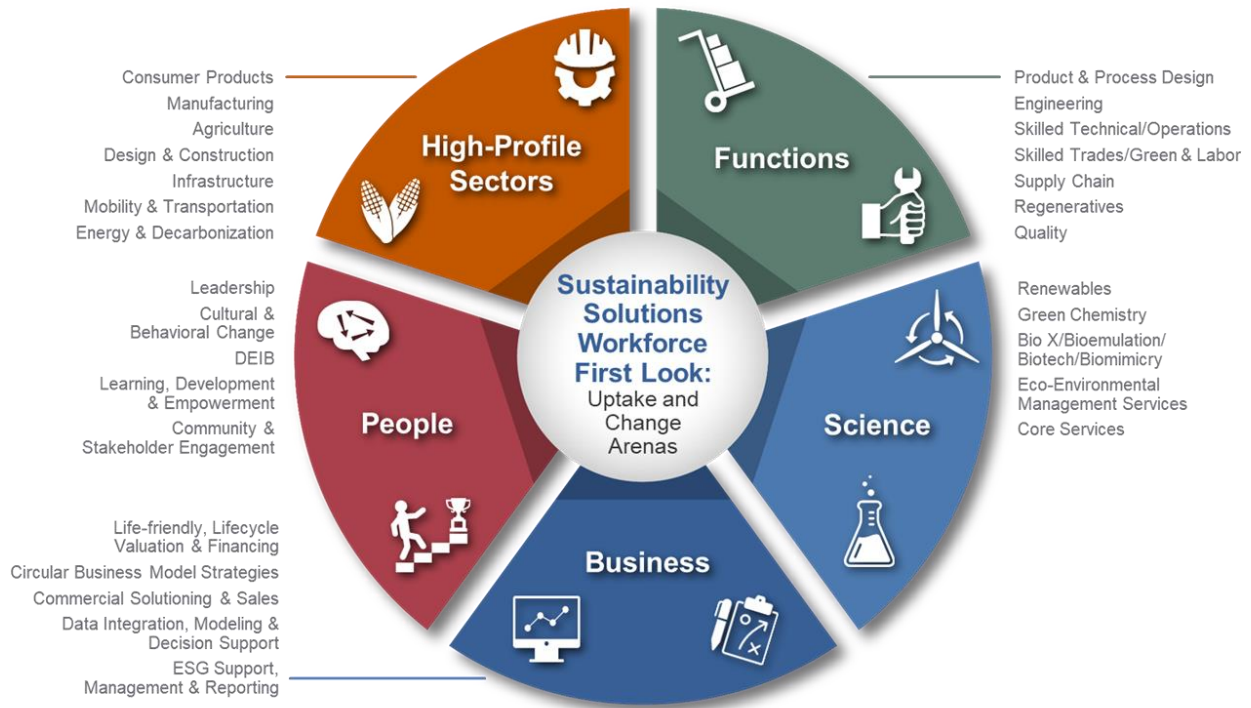 Consumer Products
Manufacturing
Agriculture
Design & Construction
Infrastructure
Mobility & Transportation
Energy & Decarbonization
High-Profile
Sectors
Functions
Product & Process Design
Engineering
Skilled Technical/Operations
Skilled Trades/Green & Labor
Supply Chain
Regeneratives
Quality
Leadership
Cultural &
Behavioral Change
DEIB
Learning, Development
& Empowerment
Community &
Stakeholder Engagement
People
Sustainability
Solutions
Workforce
First Look:
Uptake and
Change
Arenas
Science
Renewables
Green Chemistry
Bio X/Bioemulation/
Biotech/Biomimicry
Eco-Environmental
Management Services
Core Services
Life-friendly, Lifecycle
Valuation & Financing
Circular Business Model Strategies
Commercial Solutioning & Sales
Data Integration, Modeling &
Decision Support
ESG Support,
Management & Reporting
Business